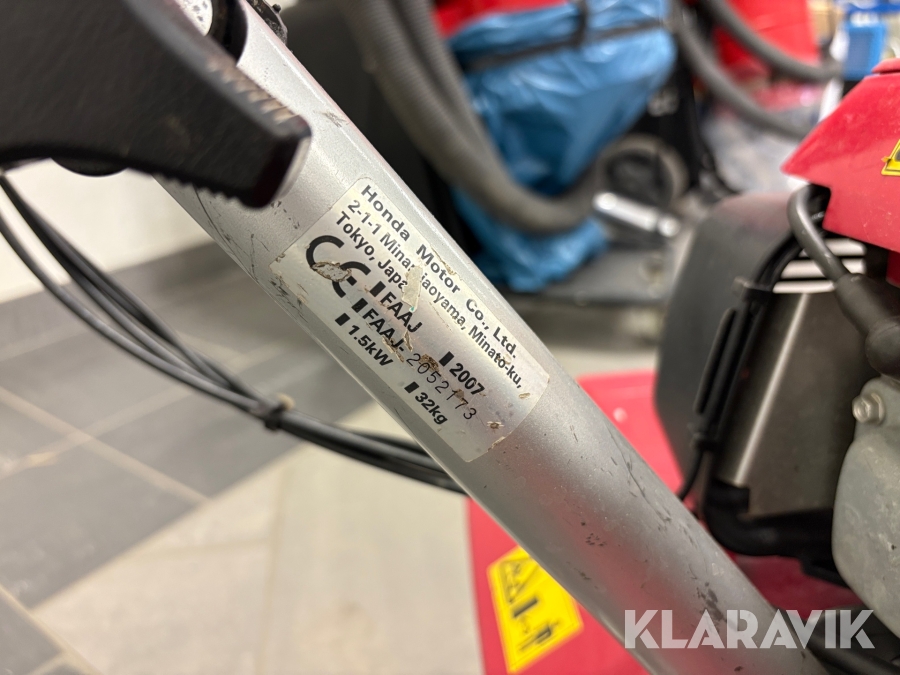 Honda Motor Co., Ltd.
2-1-1 Minamiaoyama, Minato-ku,
Tokyo, Japan
CE
FAAJ 2007
FAAJ-2052173
1.5kW 32kg
KLARAVIK